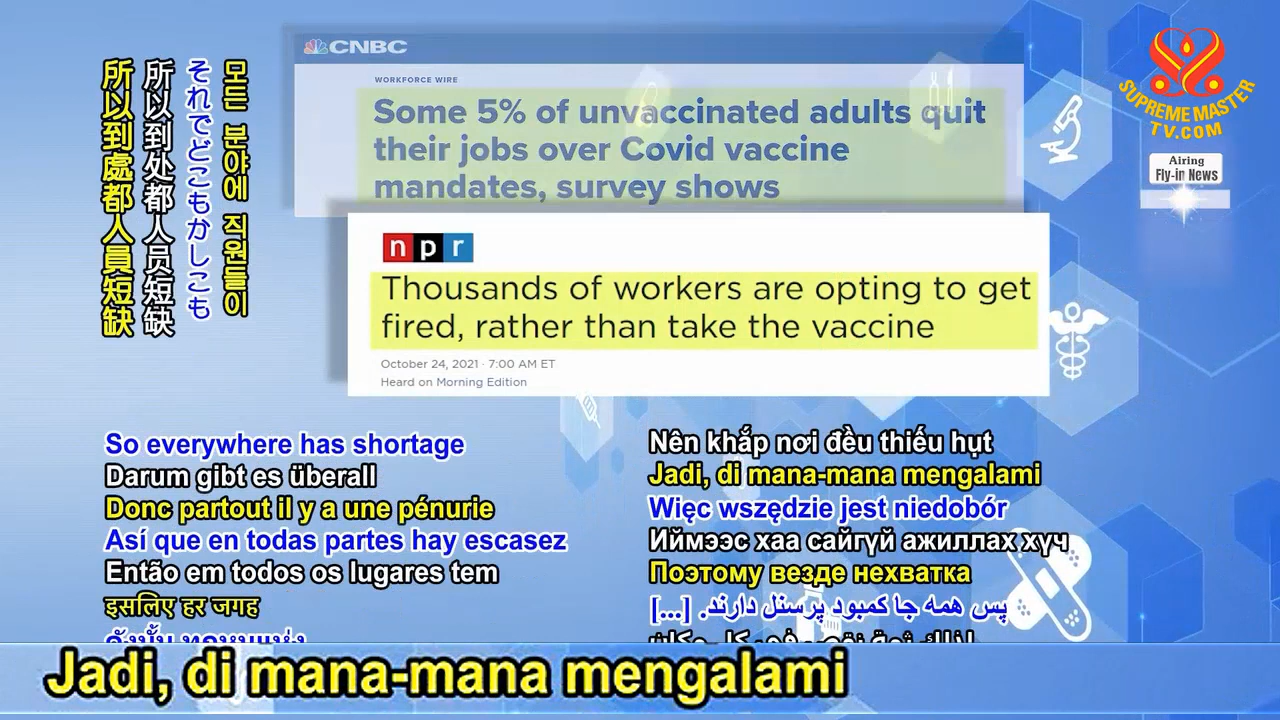 CNBC
WORKFORCE WIRE
Some 5% of unvaccinated adults quit
their jobs over Covid vaccine
mandates, survey shows
npr
Thousands of workers are opting to get
fired, rather than take the vaccine
October 24, 2021 · 7:00 AM ET
Heard on Morning Edition
SUPREME MASTER
TV.COM
Airing
Fly-in News
모든 분야에 직원들이
それでどこもかしこも
所以到处都人员短缺
所以到處都人員短缺
So everywhere has shortage
Darum gibt es überall
Donc partout il y a une pénurie
Así que en todas partes hay escasez
Então em todos os lugares tem
इसलिए हर जगह
Nên khắp nơi đều thiếu hụt
Jadi, di mana-mana mengalami
Więc wszędzie jest niedobór
Иймээс хаа сайгүй ажиллах хүч
Поэтому везде нехватка
پس همه جا کمبود پرسنل دارند. [...]
Jadi, di mana-mana mengalami